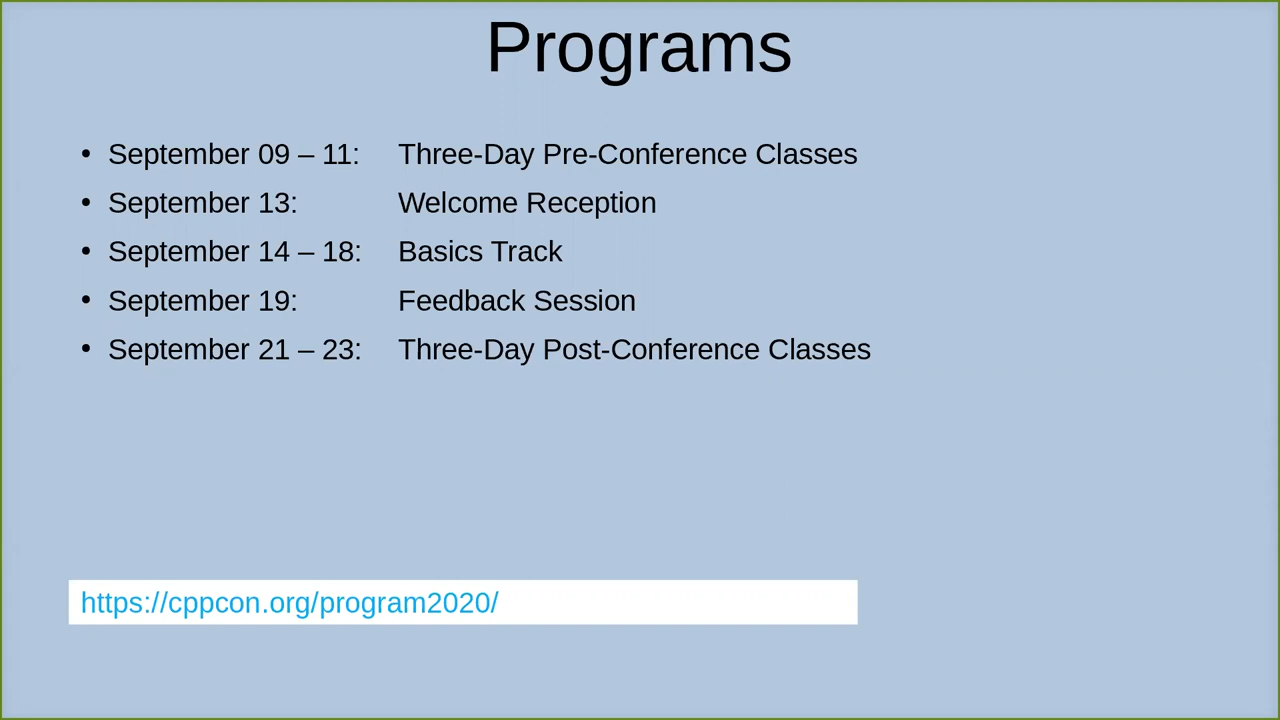 Programs
• September 09 – 11: Three-Day Pre-Conference Classes
• September 13: Welcome Reception
• September 14 – 18: Basics Track
• September 19: Feedback Session
• September 21 – 23: Three-Day Post-Conference Classes
https://cppcon.org/program2020/